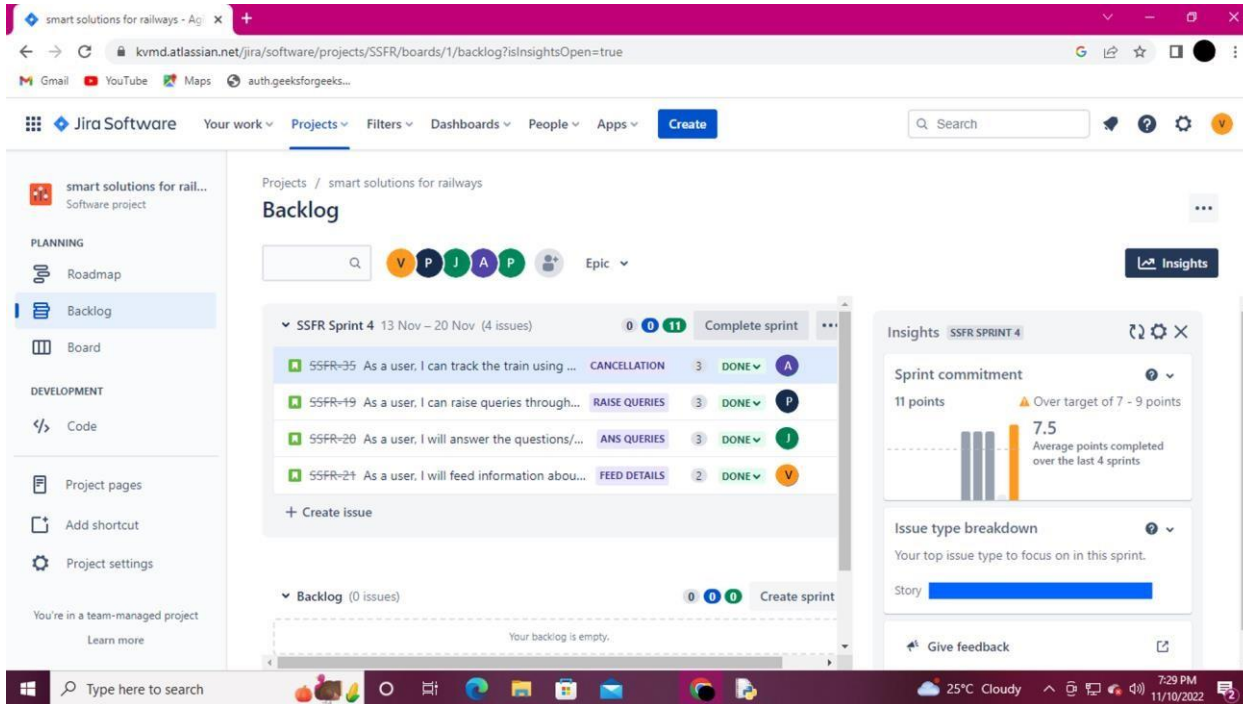 smart solutions for railways - Agi
kvmd.atlassian.net/jira/software/projects/SSFR/boards/1/backlog?isInsightsOpen=true
Gmail YouTube Maps auth.geeksforgeeks...
Jira Software Your work Projects Filters Dashboards People Apps Create Search V
smart solutions for rail...
Software project
PLANNING
Roadmap
Backlog
Board
DEVELOPMENT
Code
Project pages
Add shortcut
Project settings
You're in a team-managed project
Learn more
Projects / smart solutions for railways
Backlog
V P J A P Epic
Insights
SSFR Sprint 4 13 Nov – 20 Nov (4 issues) 0 0 11 Complete sprint
SSFR-35 As a user, I can track the train using ... CANCELLATION 3 DONE A
SSFR-19 As a user, I can raise queries through... RAISE QUERIES 3 DONE P
SSFR-20 As a user, I will answer the questions/... ANS QUERIES 3 DONE J
SSFR-21 As a user, I will feed information abou... FEED DETAILS 2 DONE V
+ Create issue
Backlog (0 issues) 0 0 0 Create sprint
Your backlog is empty.
Insights SSFR SPRINT 4
Sprint commitment
11 points Over target of 7 - 9 points
7.5
Average points completed
over the last 4 sprints
Issue type breakdown
Your top issue type to focus on in this sprint.
Story
Give feedback
Type here to search
25°C Cloudy
7:29 PM
11/10/2022
2